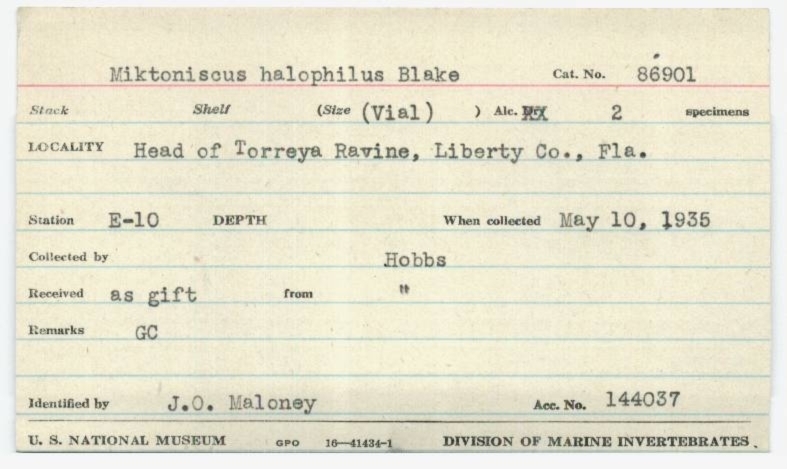 Miktoniscus halophilus Blake Cat. No. 86901
Stack Shelf (Size (Vial) ) Alc. 2 specimens
LOCALITY Head of Torreya Ravine, Liberty Co., Fla.
Station E-10 DEPTH When collected May 10, 1935
Collected by Hobbs
Received as gift from "
Remarks GC
Identified by J.O. Maloney Acc. No. 144037
U. S. NATIONAL MUSEUM GPO 16—41434-1 DIVISION OF MARINE INVERTEBRATES.